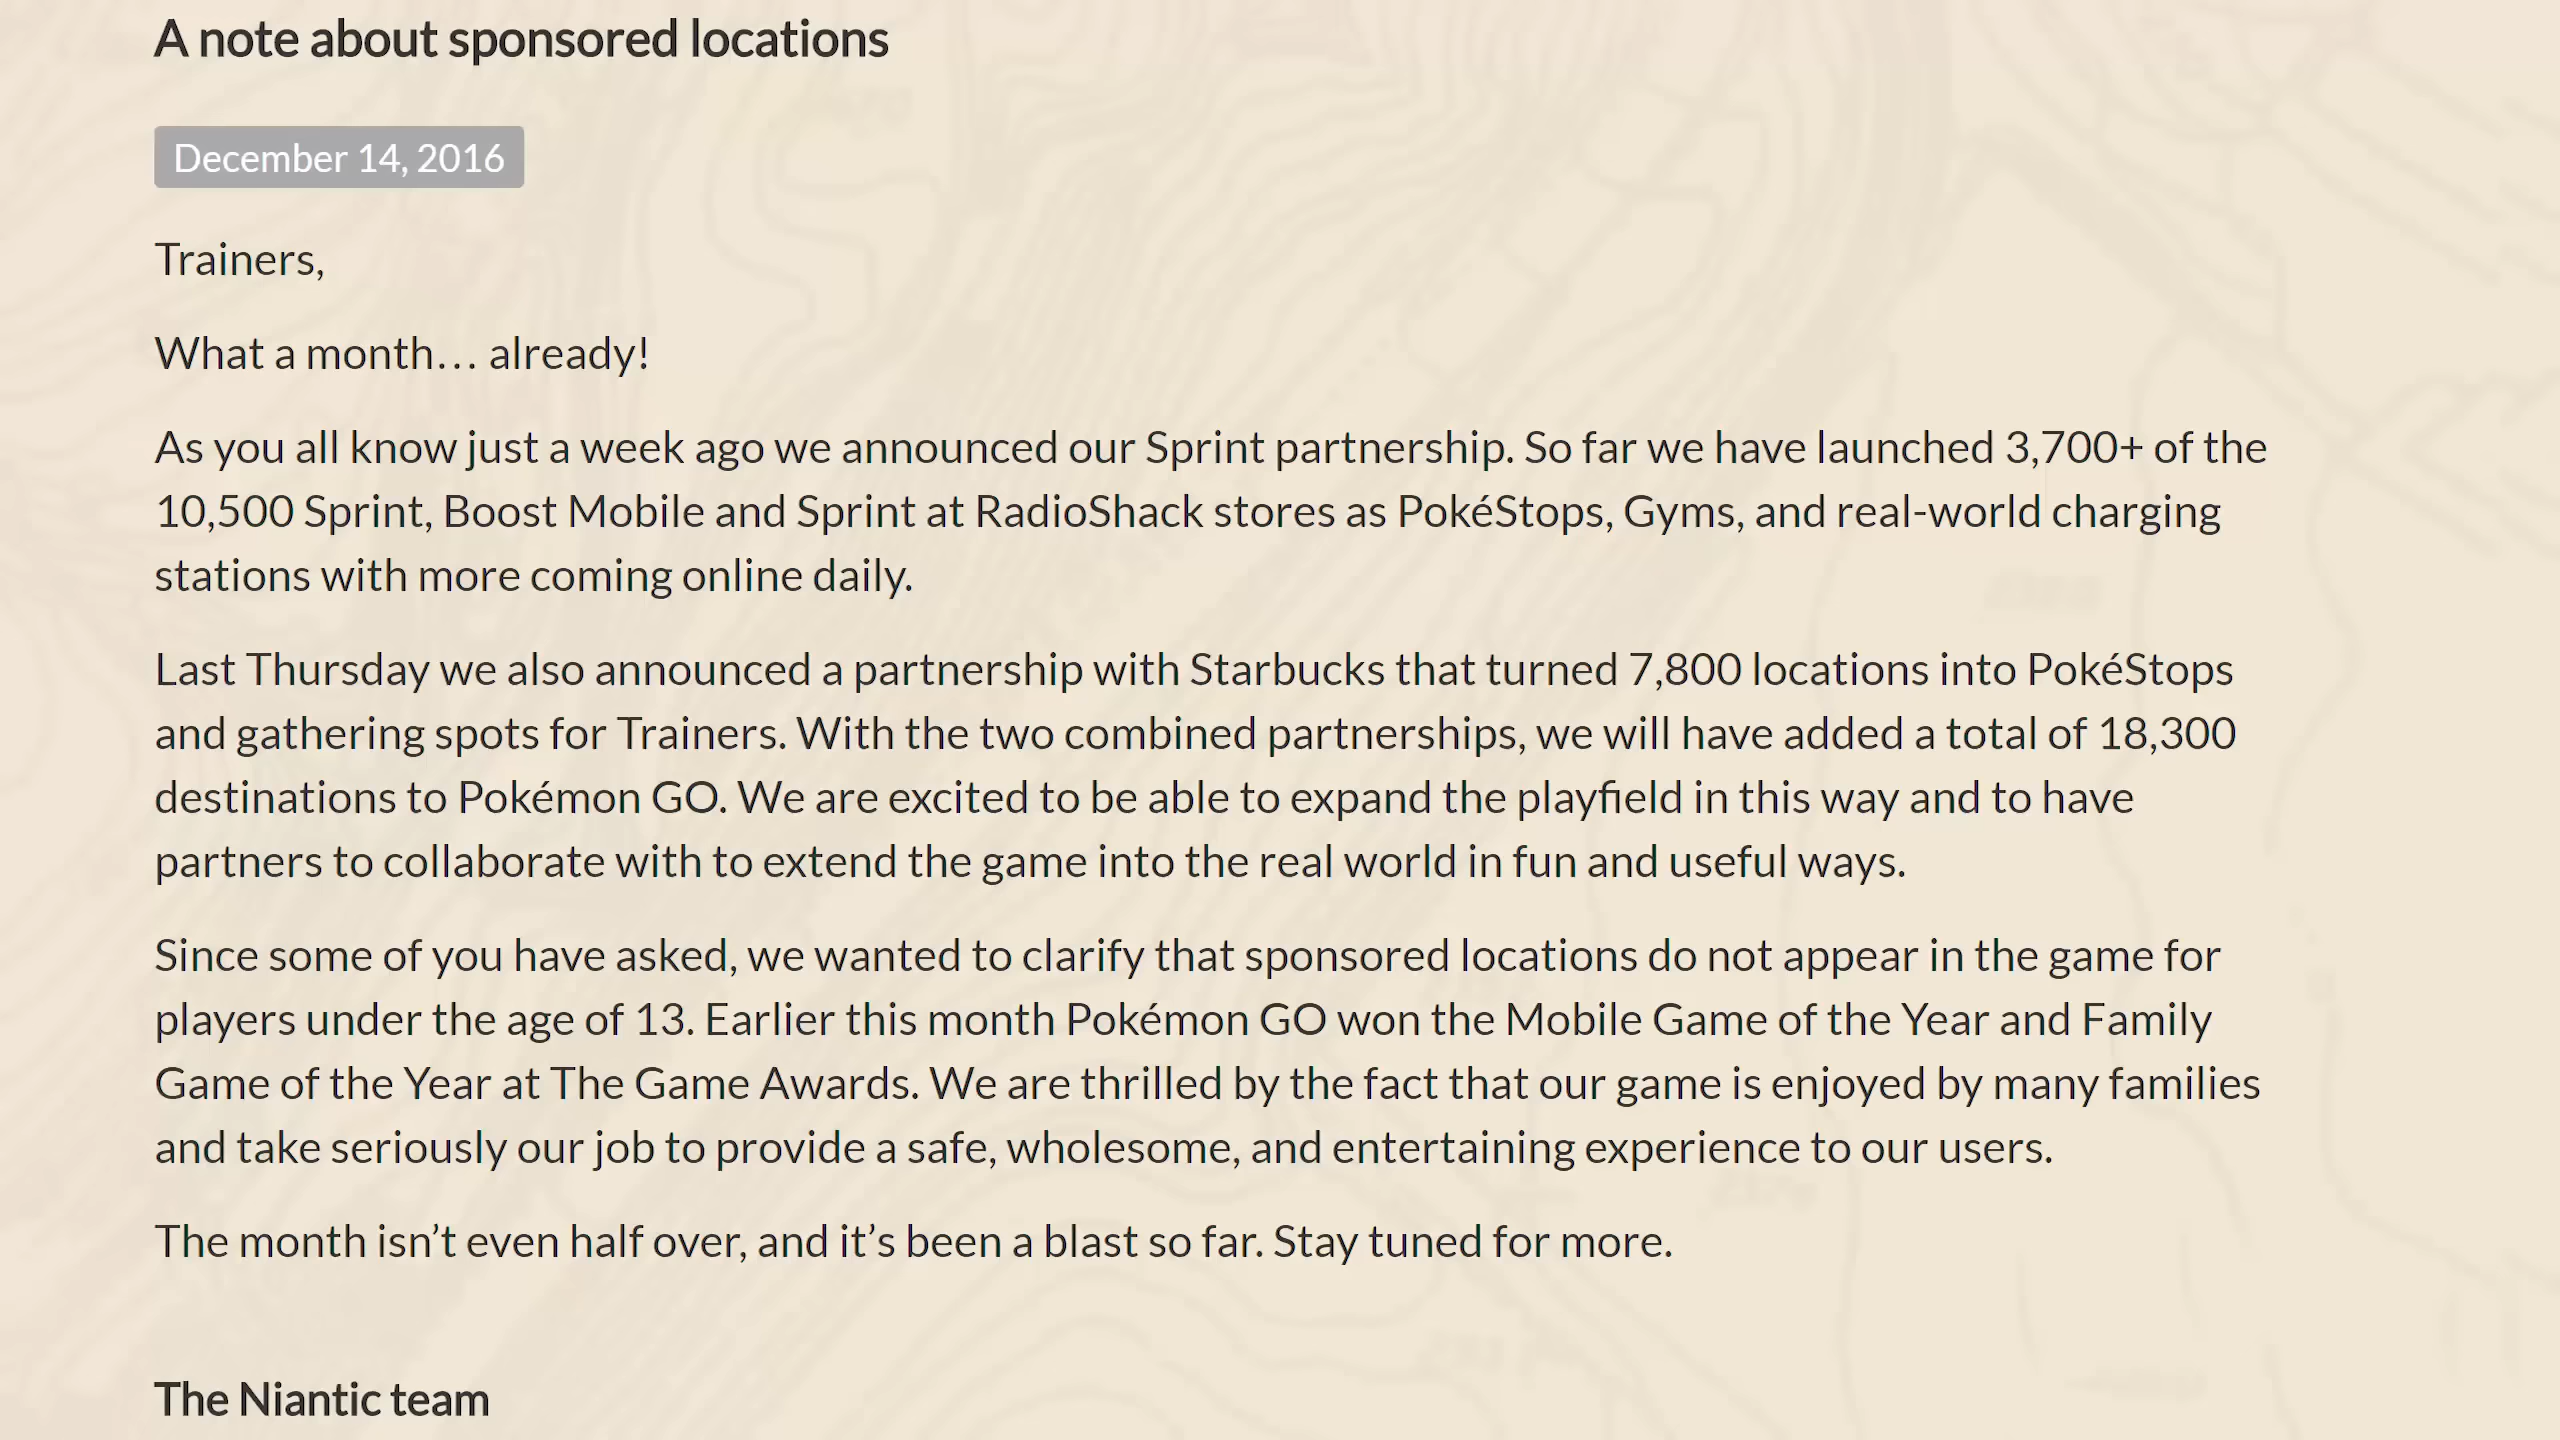 A note about sponsored locations
December 14, 2016
Trainers,
What a month… already!
As you all know just a week ago we announced our Sprint partnership. So far we have launched 3,700+ of the
10,500 Sprint, Boost Mobile and Sprint at RadioShack stores as PokéStops, Gyms, and real-world charging
stations with more coming online daily.
Last Thursday we also announced a partnership with Starbucks that turned 7,800 locations into PokéStops
and gathering spots for Trainers. With the two combined partnerships, we will have added a total of 18,300
destinations to Pokémon GO. We are excited to be able to expand the playfield in this way and to have
partners to collaborate with to extend the game into the real world in fun and useful ways.
Since some of you have asked, we wanted to clarify that sponsored locations do not appear in the game for
players under the age of 13. Earlier this month Pokémon GO won the Mobile Game of the Year and Family
Game of the Year at The Game Awards. We are thrilled by the fact that our game is enjoyed by many families
and take seriously our job to provide a safe, wholesome, and entertaining experience to our users.
The month isn’t even half over, and it’s been a blast so far. Stay tuned for more.
The Niantic team